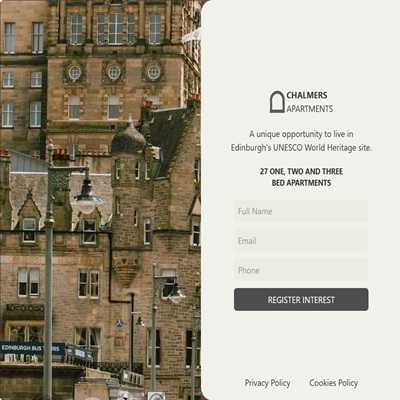 CHALMERS
APARTMENTS
A unique opportunity to live in
Edinburgh's UNESCO World Heritage site.
27 ONE, TWO AND THREE
BED APARTMENTS
Full Name
Email
Phone
REGISTER INTEREST
Privacy Policy Cookies Policy
EDINBURGH BUS TOURS